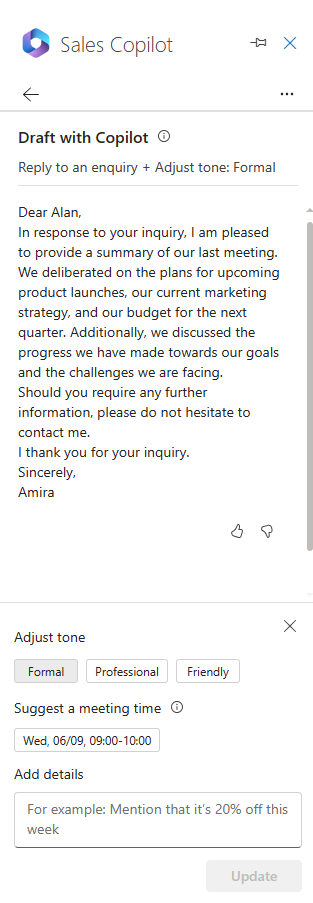 Sales Copilot
Draft with Copilot
Reply to an enquiry + Adjust tone: Formal
Dear Alan,
In response to your inquiry, I am pleased
to provide a summary of our last meeting.
We deliberated on the plans for upcoming
product launches, our current marketing
strategy, and our budget for the next
quarter. Additionally, we discussed the
progress we have made towards our goals
and the challenges we are facing.
Should you require any further
information, please do not hesitate to
contact me.
I thank you for your inquiry.
Sincerely,
Amira
Adjust tone
Formal Professional Friendly
Suggest a meeting time
Wed, 06/09, 09:00-10:00
Add details
For example: Mention that it's 20% off this
week
Update